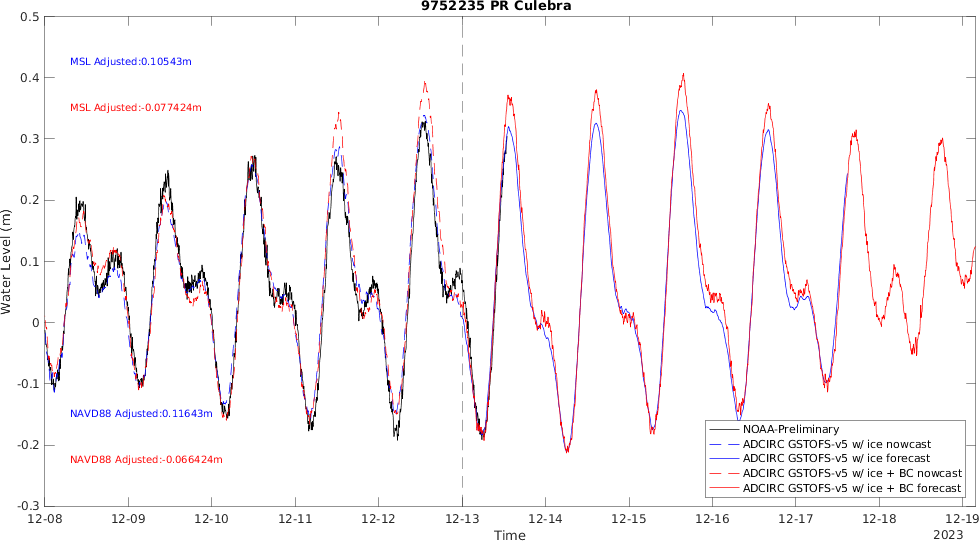 9752235 PR Culebra
0.5
0.4
0.3
0.2
0.1
0
-0.1
-0.2
-0.3
Water Level (m)
MSL Adjusted:0.10543m
MSL Adjusted:-0.077424m
NAVD88 Adjusted:0.11643m
NAVD88 Adjusted:-0.066424m
NOAA-Preliminary
ADCIRC GSTOFS-v5 w/ ice nowcast
ADCIRC GSTOFS-v5 w/ ice forecast
ADCIRC GSTOFS-v5 w/ ice + BC nowcast
ADCIRC GSTOFS-v5 w/ ice + BC forecast
12-08 12-09 12-10 12-11 12-12 12-13 12-14 12-15 12-16 12-17 12-18 12-19
Time
2023